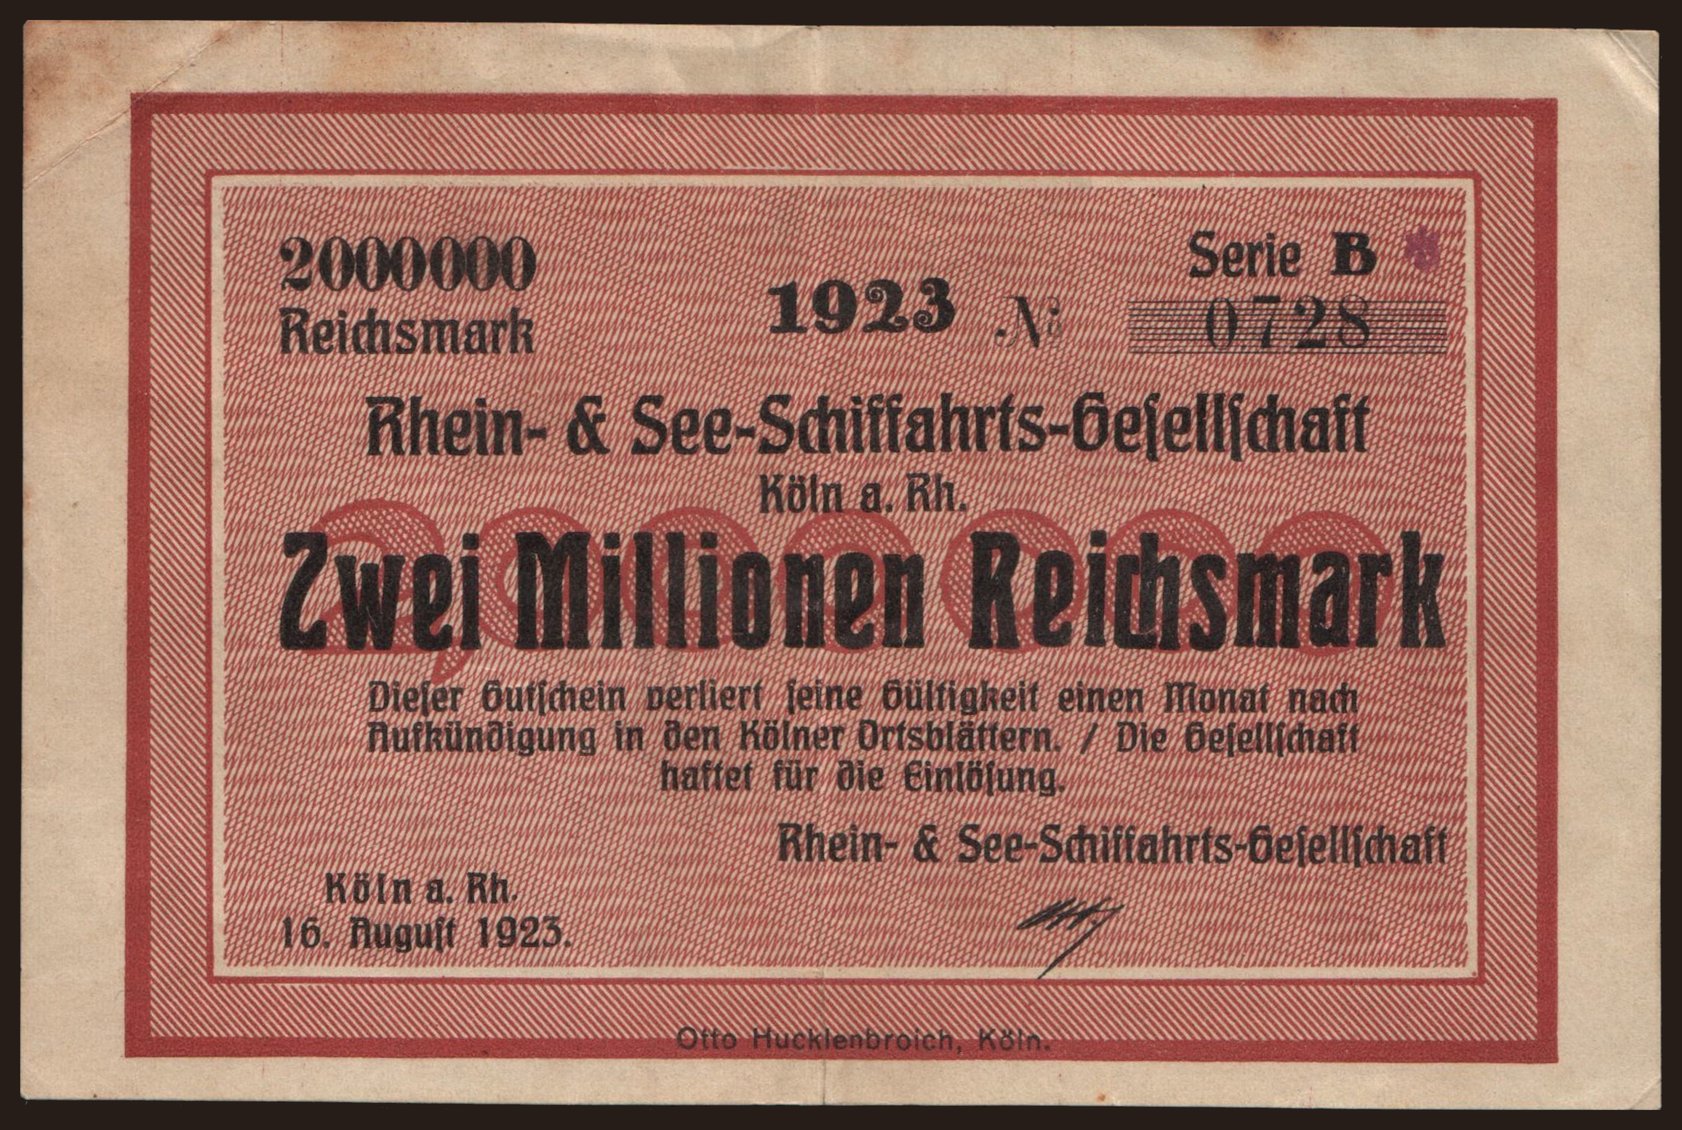 2000000
Reichsmark
1923 No
Serie B *
0728
Rhein- & See-Schiffahrts-Geſellſchaft
Köln a. Rh.
2,000000
Zwei Millionen Reichsmark
Dieſer Gutſchein verliert ſeine Gültigkeit einen Monat nach
Aufkündigung in den Kölner Ortsblättern. / Die Geſellſchaft
haftet für die Einlöſung.
Rhein- & See-Schiffahrts-Geſellſchaft
Köln a. Rh.
16. Auguſt 1923.
Otto Hucklenbroich, Köln.